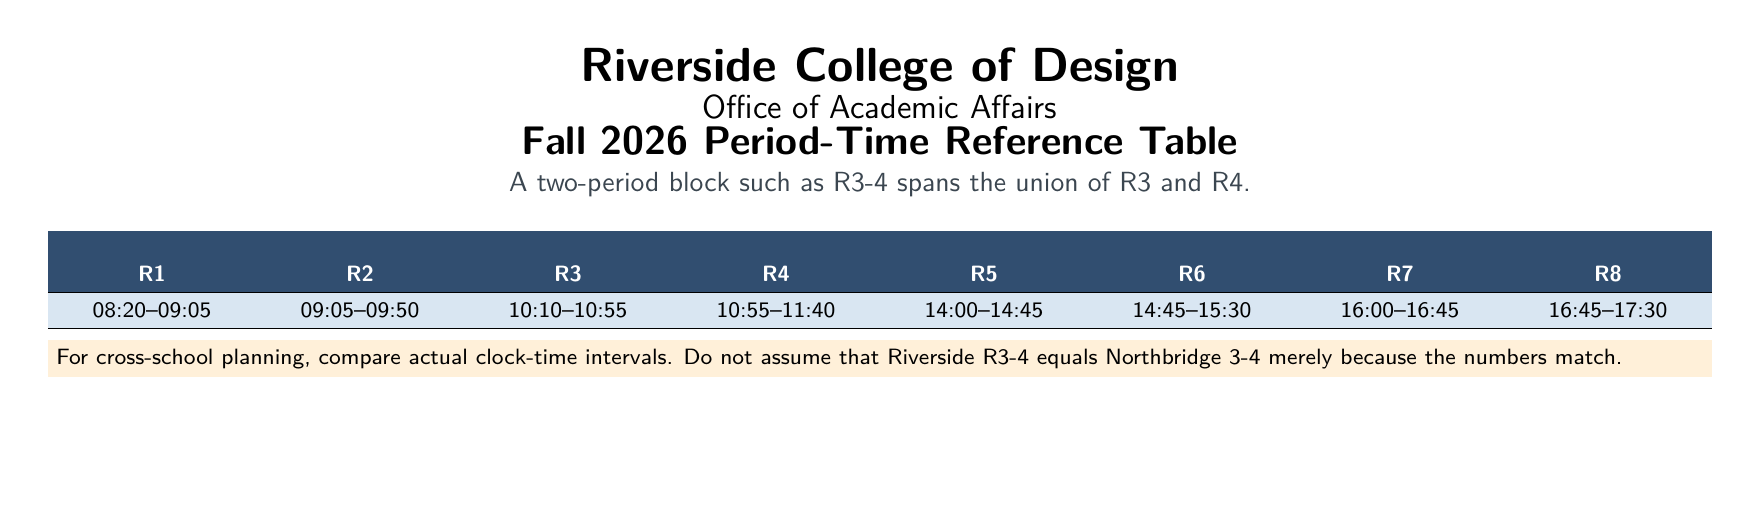 Riverside College of Design
Office of Academic Affairs
Fall 2026 Period-Time Reference Table
A two-period block such as R3-4 spans the union of R3 and R4.
R1 R2 R3 R4 R5 R6 R7 R8
08:20–09:05 09:05–09:50 10:10–10:55 10:55–11:40 14:00–14:45 14:45–15:30 16:00–16:45 16:45–17:30
For cross-school planning, compare actual clock-time intervals. Do not assume that Riverside R3-4 equals Northbridge 3-4 merely because the numbers match.